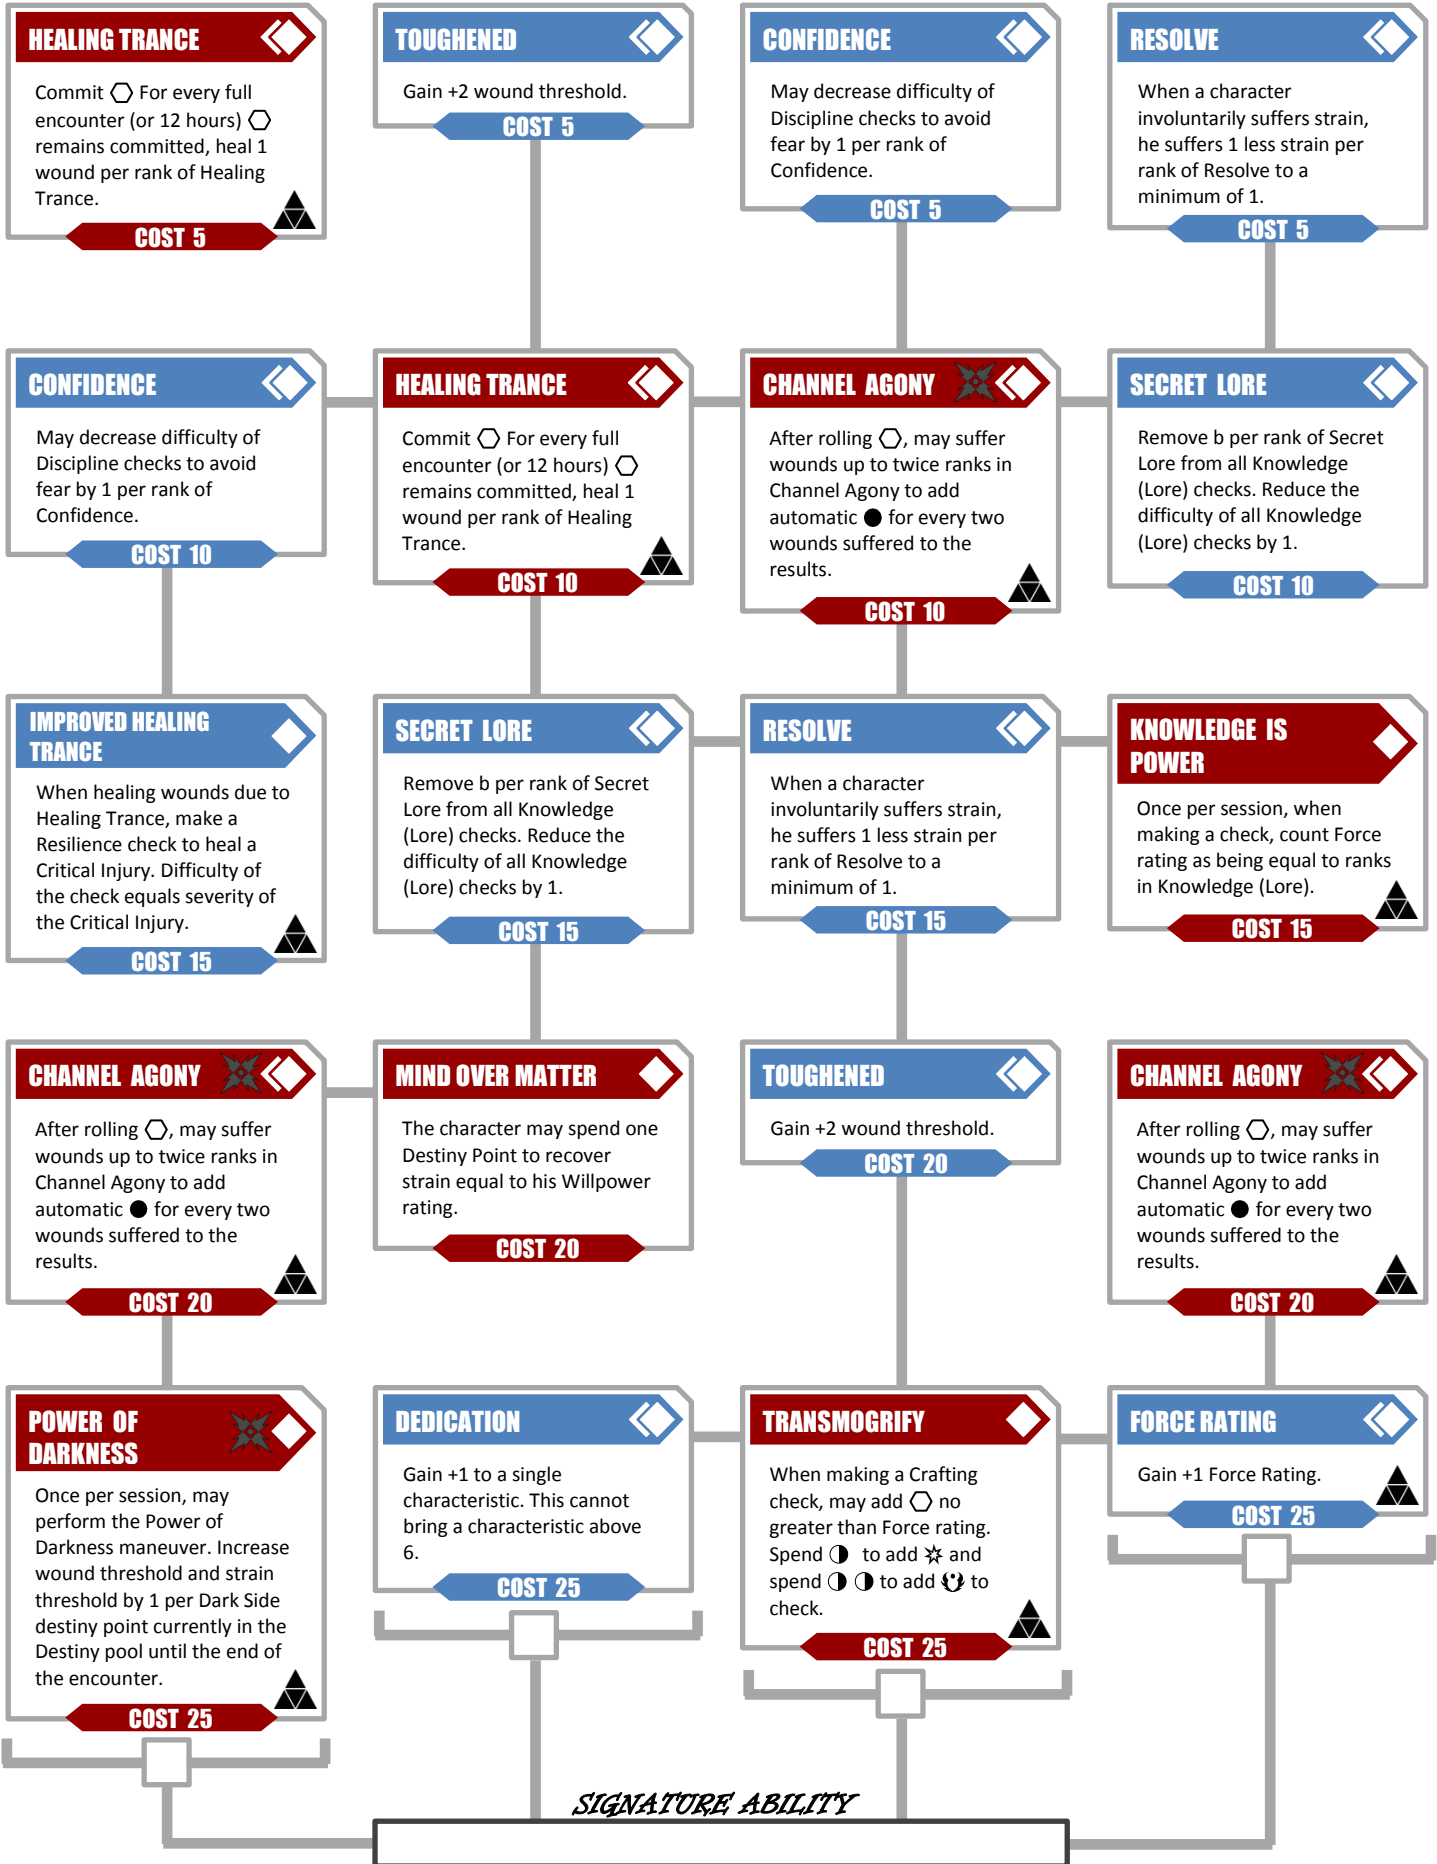 HEALING TRANCE
Commit For every full
encounter (or 12 hours)
remains committed, heal 1
wound per rank of Healing
Trance.
COST 5
TOUGHENED
Gain +2 wound threshold.
COST 5
CONFIDENCE
May decrease difficulty of
Discipline checks to avoid
fear by 1 per rank of
Confidence.
COST 5
RESOLVE
When a character
involuntarily suffers strain,
he suffers 1 less strain per
rank of Resolve to a
minimum of 1.
COST 5
CONFIDENCE
May decrease difficulty of
Discipline checks to avoid
fear by 1 per rank of
Confidence.
COST 10
HEALING TRANCE
Commit For every full
encounter (or 12 hours)
remains committed, heal 1
wound per rank of Healing
Trance.
COST 10
CHANNEL AGONY
After rolling , may suffer
wounds up to twice ranks in
Channel Agony to add
automatic for every two
wounds suffered to the
results.
COST 10
SECRET LORE
Remove b per rank of Secret
Lore from all Knowledge
(Lore) checks. Reduce the
difficulty of all Knowledge
(Lore) checks by 1.
COST 10
IMPROVED HEALING
TRANCE
When healing wounds due to
Healing Trance, make a
Resilience check to heal a
Critical Injury. Difficulty of
the check equals severity of
the Critical Injury.
COST 15
SECRET LORE
Remove b per rank of Secret
Lore from all Knowledge
(Lore) checks. Reduce the
difficulty of all Knowledge
(Lore) checks by 1.
COST 15
RESOLVE
When a character
involuntarily suffers strain,
he suffers 1 less strain per
rank of Resolve to a
minimum of 1.
COST 15
KNOWLEDGE IS
POWER
Once per session, when
making a check, count Force
rating as being equal to ranks
in Knowledge (Lore).
COST 15
CHANNEL AGONY
After rolling , may suffer
wounds up to twice ranks in
Channel Agony to add
automatic for every two
wounds suffered to the
results.
COST 20
MIND OVER MATTER
The character may spend one
Destiny Point to recover
strain equal to his Willpower
rating.
COST 20
TOUGHENED
Gain +2 wound threshold.
COST 20
CHANNEL AGONY
After rolling , may suffer
wounds up to twice ranks in
Channel Agony to add
automatic for every two
wounds suffered to the
results.
COST 20
POWER OF
DARKNESS
Once per session, may
perform the Power of
Darkness maneuver. Increase
wound threshold and strain
threshold by 1 per Dark Side
destiny point currently in the
Destiny pool until the end of
the encounter.
COST 25
DEDICATION
Gain +1 to a single
characteristic. This cannot
bring a characteristic above
6.
COST 25
TRANSMOGRIFY
When making a Crafting
check, may add no
greater than Force rating.
Spend to add and
spend to add to
check.
COST 25
FORCE RATING
Gain +1 Force Rating.
COST 25
SIGNATURE ABILITY